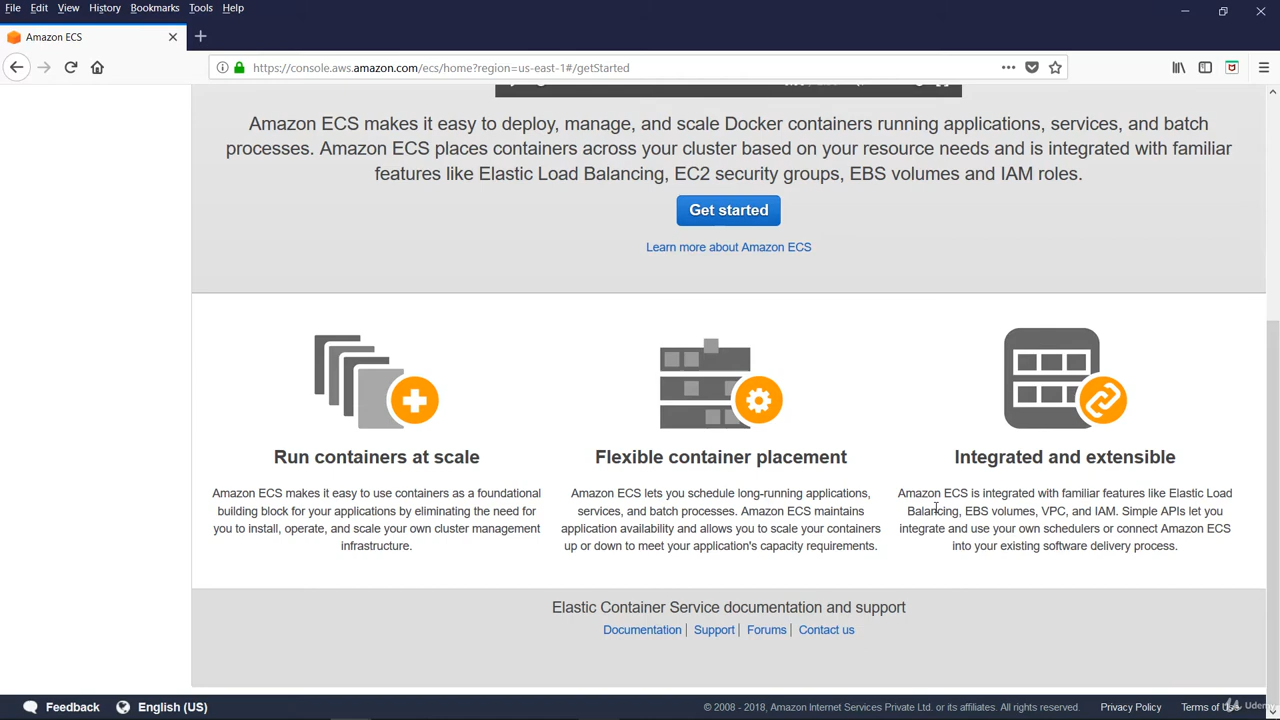 File Edit View History Bookmarks Tools Help
Amazon ECS
https://console.aws.amazon.com/ecs/home?region=us-east-1#/getStarted
Amazon ECS makes it easy to deploy, manage, and scale Docker containers running applications, services, and batch
processes. Amazon ECS places containers across your cluster based on your resource needs and is integrated with familiar
features like Elastic Load Balancing, EC2 security groups, EBS volumes and IAM roles.
Get started
Learn more about Amazon ECS
Run containers at scale
Amazon ECS makes it easy to use containers as a foundational
building block for your applications by eliminating the need for
you to install, operate, and scale your own cluster management
infrastructure.
Flexible container placement
Amazon ECS lets you schedule long-running applications,
services, and batch processes. Amazon ECS maintains
application availability and allows you to scale your containers
up or down to meet your application's capacity requirements.
Integrated and extensible
Amazon ECS is integrated with familiar features like Elastic Load
Balancing, EBS volumes, VPC, and IAM. Simple APIs let you
integrate and use your own schedulers or connect Amazon ECS
into your existing software delivery process.
Elastic Container Service documentation and support
Documentation | Support | Forums | Contact us
Feedback English (US) © 2008 - 2018, Amazon Internet Services Private Ltd. or its affiliates. All rights reserved. Privacy Policy Terms of Use
Udemy